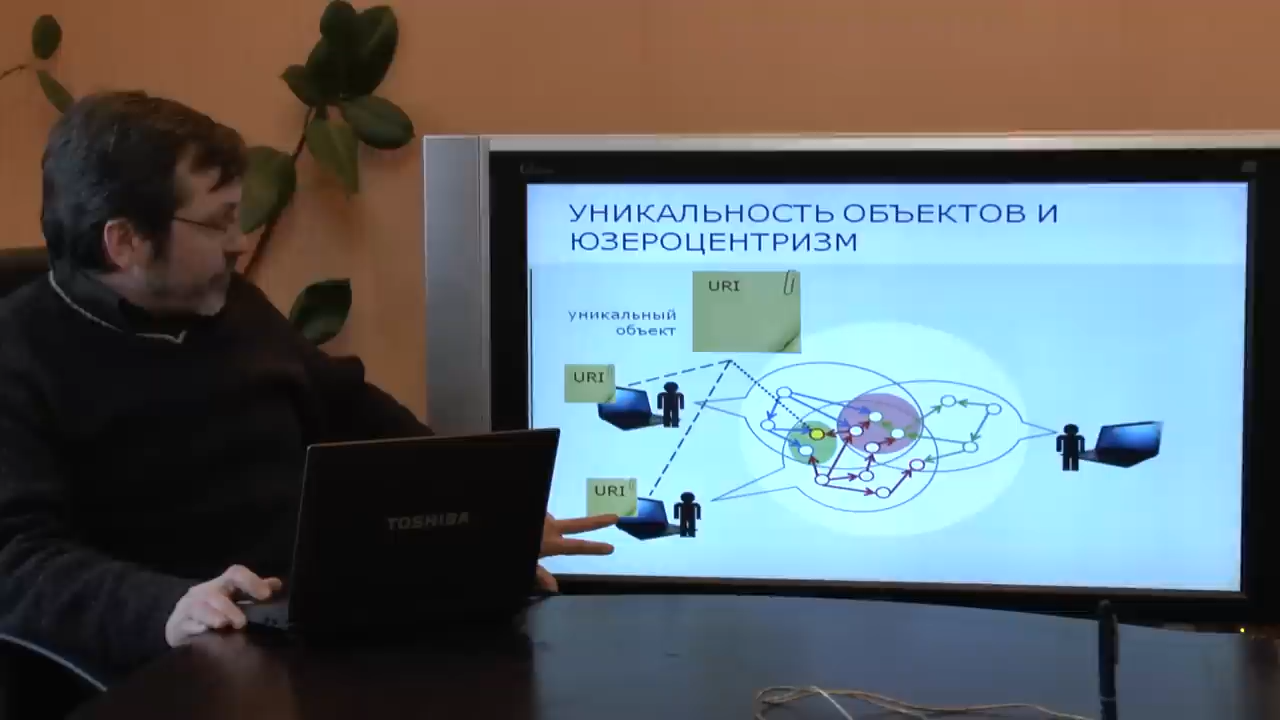 УНИКАЛЬНОСТЬ ОБЪЕКТОВ И
ЮЗЕРОЦЕНТРИЗМ
URI
уникальный
объект
URI
URI
TOSHIBA